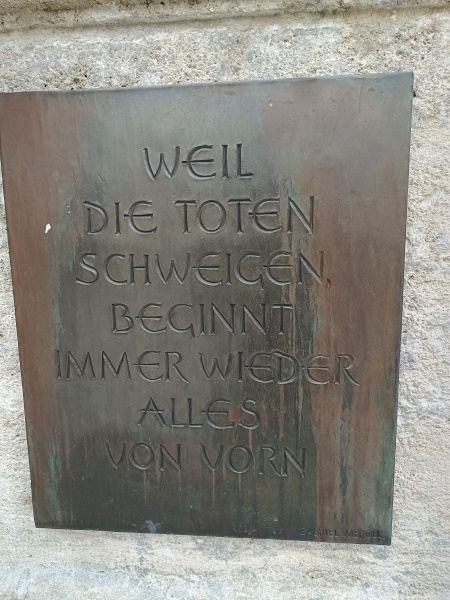 WEIL
DIE TOTEN
SCHWEIGEN,
BEGINNT
IMMER WIEDER
ALLES
VON VORN